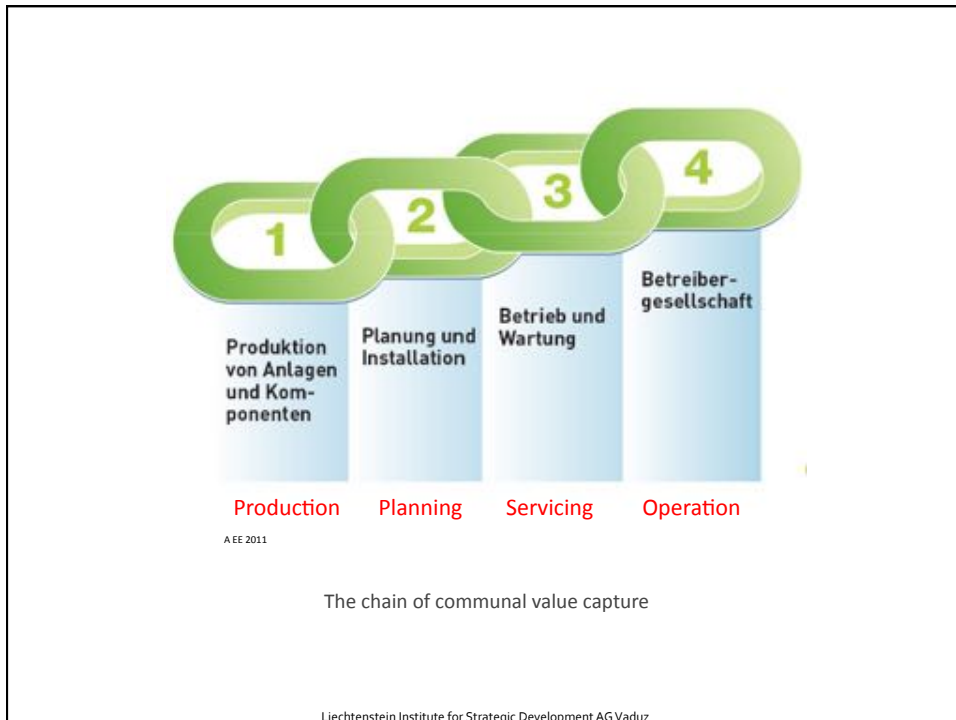 1
2
3
4
Produktion
von Anlagen
und Kom-
ponenten
Planung und
Installation
Betrieb und
Wartung
Betreiber-
gesellschaft
Production Planning Servicing Operation
A EE 2011
The chain of communal value capture
Liechtenstein Institute for Strategic Development AG Vaduz